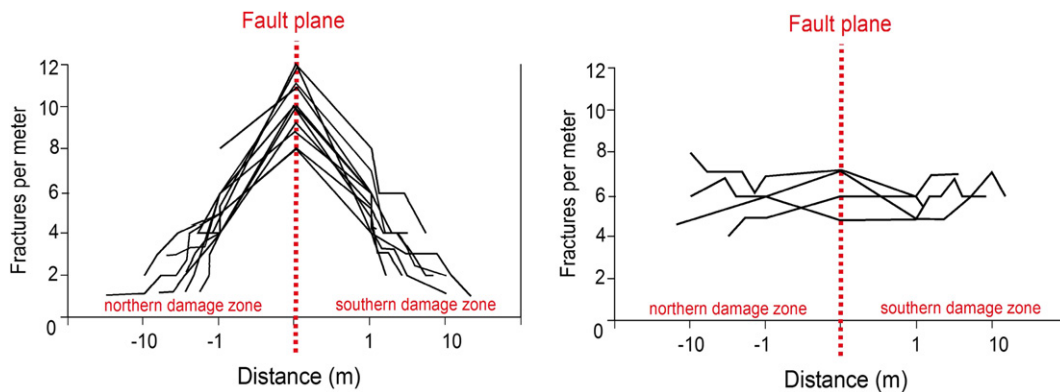 Fault plane
Fractures per meter
12
10
8
6
4
2
0
northern damage zone
southern damage zone
-10
-1
1
10
Distance (m)
Fault plane
Fractures per meter
12
10
8
6
4
2
0
northern damage zone
southern damage zone
-10
-1
1
10
Distance (m)